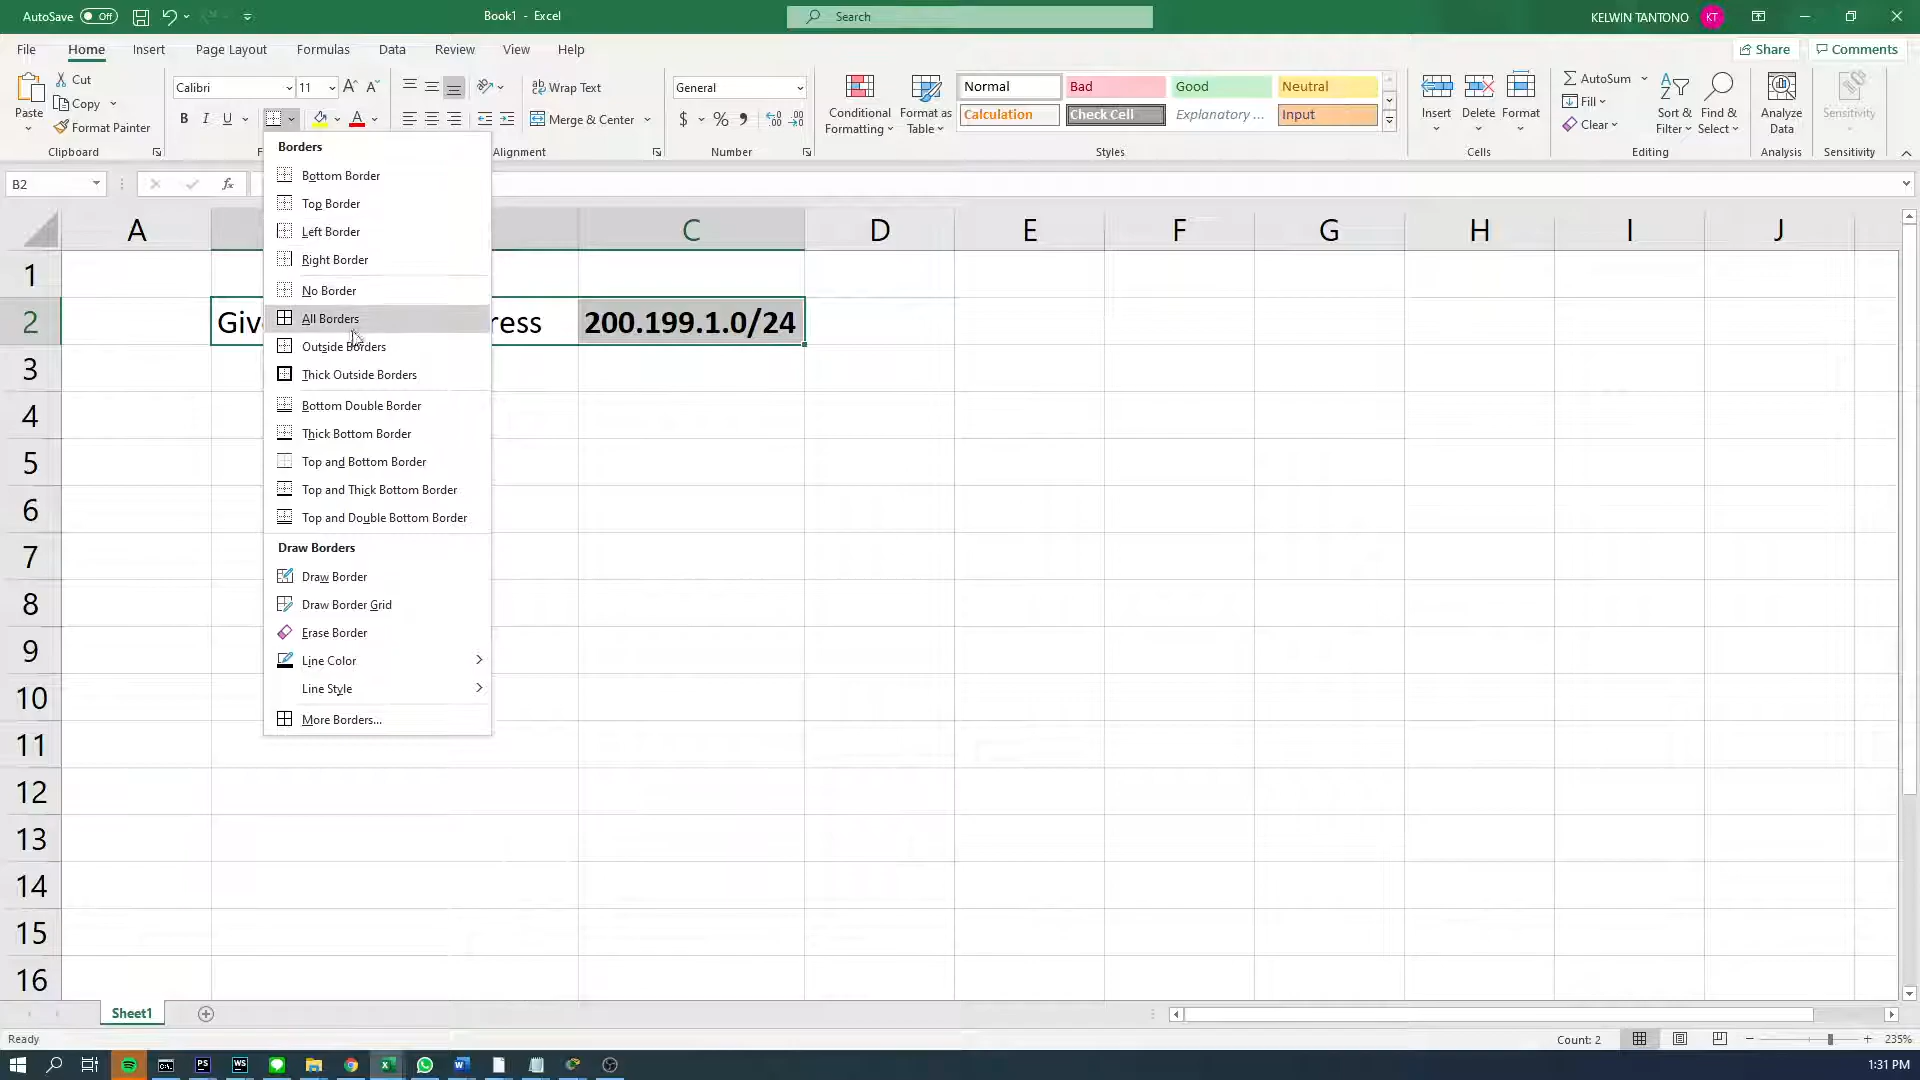 AutoSave Off Book1 - Excel Search KELWIN TANTONO KT
File Home Insert Page Layout Formulas Data Review View Help Share Comments
Paste Cut Copy Format Painter Clipboard
Calibri 11 A A B I U
Wrap Text Merge & Center Alignment
General $ % Number
Conditional Formatting Format as Table
Normal Bad Good Neutral
Calculation Check Cell Explanatory ... Input
Styles
Insert Delete Format Cells
AutoSum Fill Clear Sort & Filter Find & Select Editing
Analyze Data Analysis
Sensitivity Sensitivity
B2 fx
Borders
Bottom Border
Top Border
Left Border
Right Border
No Border
All Borders
Outside Borders
Thick Outside Borders
Bottom Double Border
Thick Bottom Border
Top and Bottom Border
Top and Thick Bottom Border
Top and Double Bottom Border
Draw Borders
Draw Border
Draw Border Grid
Erase Border
Line Color
Line Style
More Borders...
A C D E F G H I J
1
2 200.199.1.0/24
3
4
5
6
7
8
9
10
11
12
13
14
15
16
Sheet1
Ready Count: 2 235%
PS WS 1:31 PM